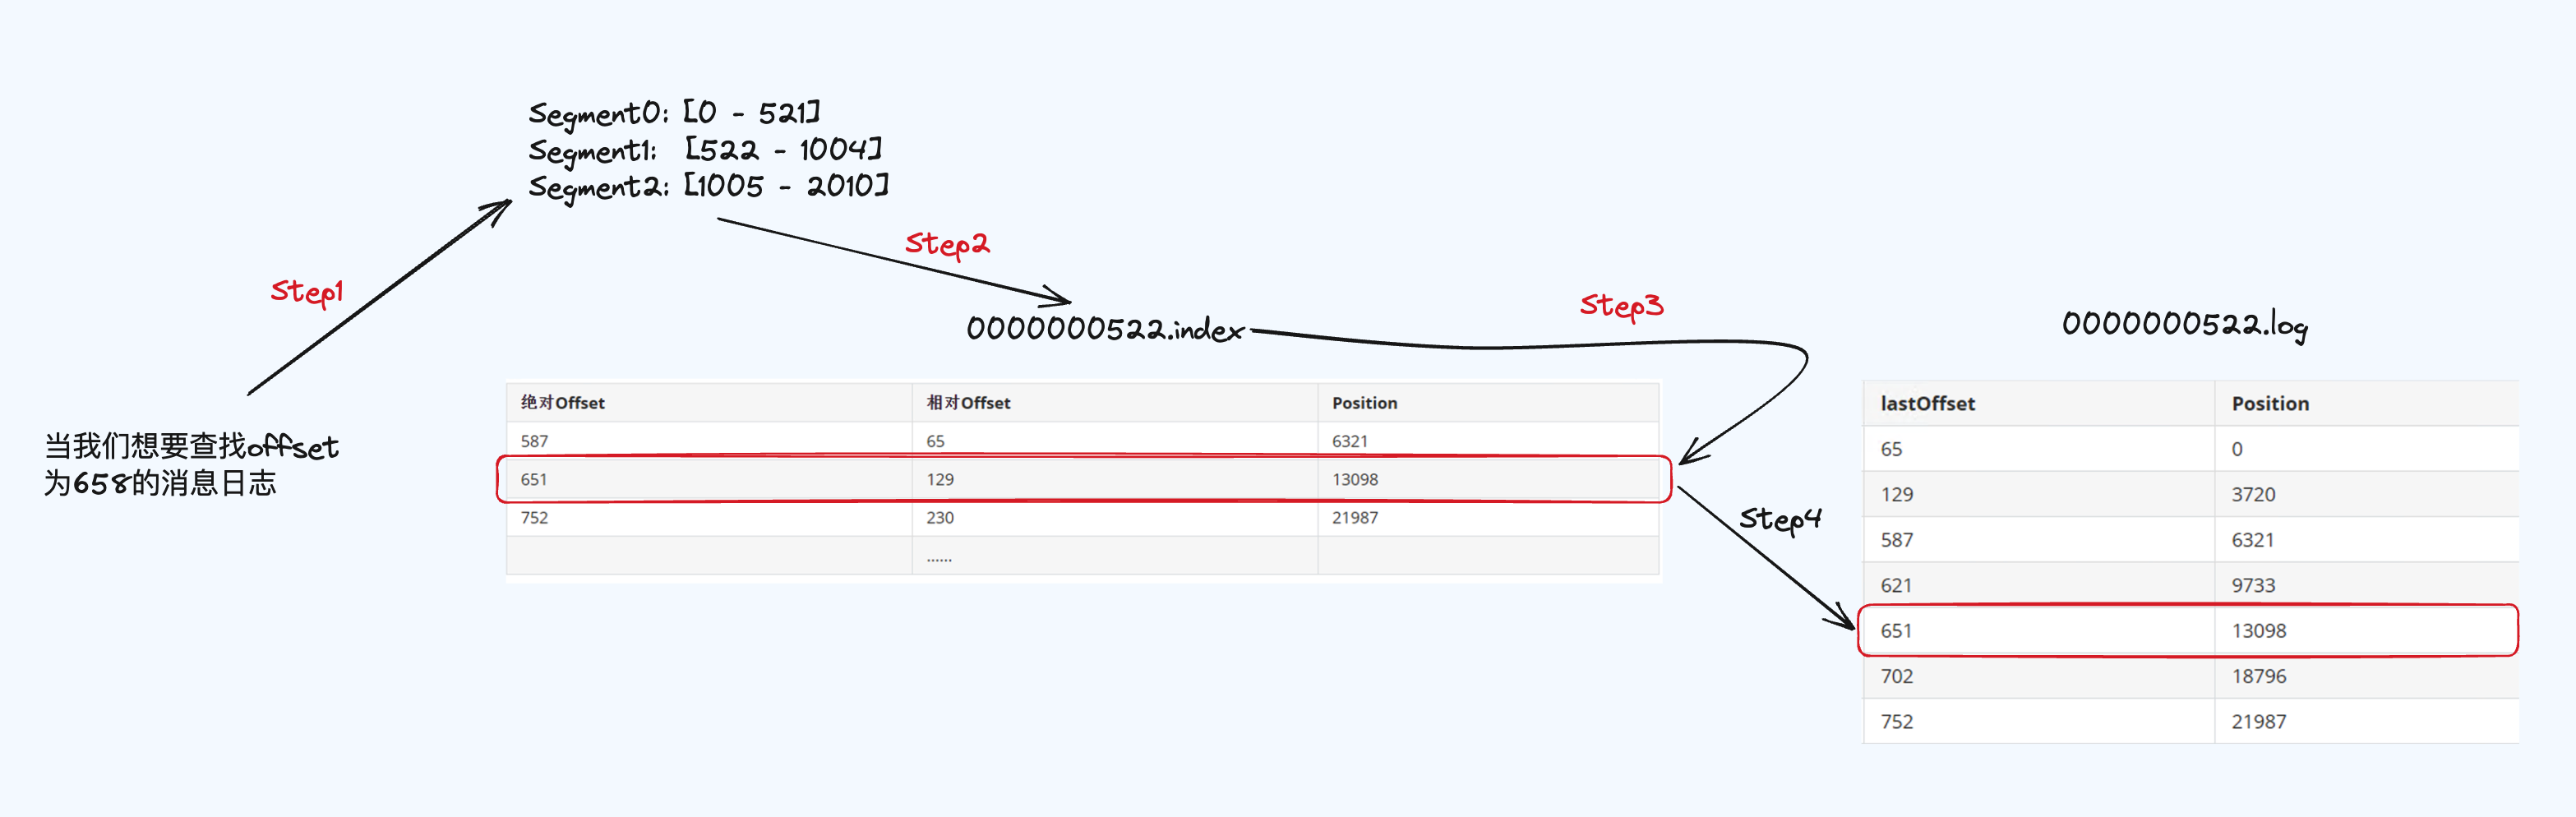 Segment0: [0 - 521]
Segment1: [522 - 1004]
Segment2: [1005 - 2010]
Step1
Step2
Step3
0000000522.index
0000000522.log
当我们想要查找offset
为658的消息日志
绝对Offset 相对Offset Position
587 65 6321
651 129 13098
752 230 21987
......
Step4
lastOffset Position
65 0
129 3720
587 6321
621 9733
651 13098
702 18796
752 21987